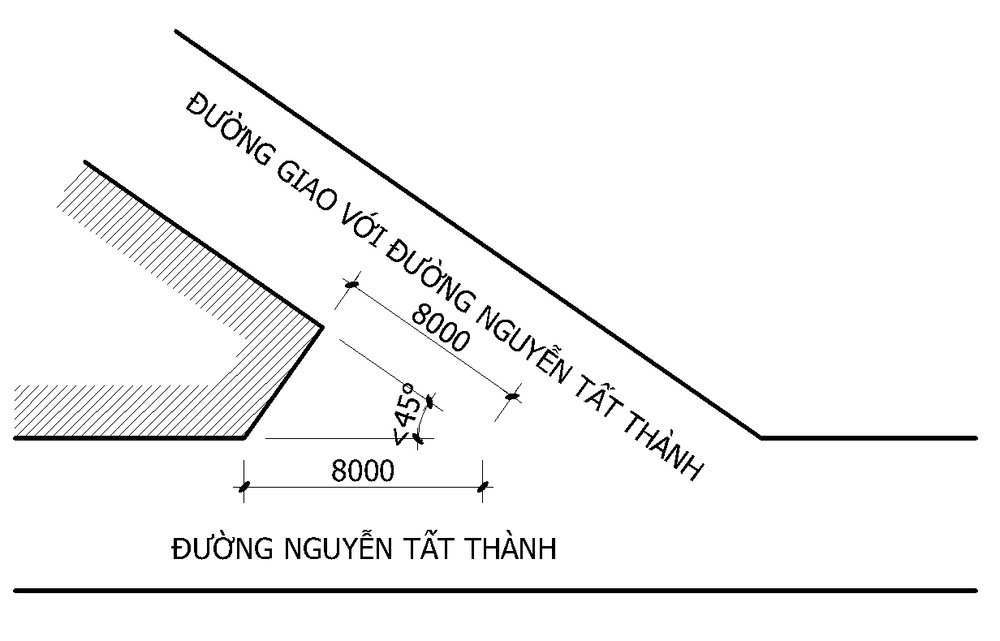 ĐƯỜNG GIAO VỚI ĐƯỜNG NGUYỄN TẤT THÀNH
8000
<45°
8000
ĐƯỜNG NGUYỄN TẤT THÀNH